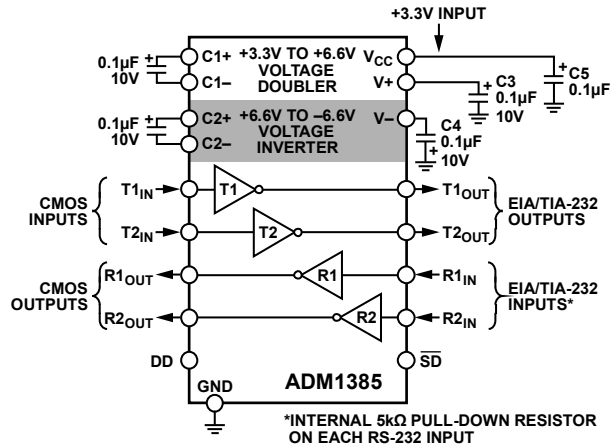 +3.3V INPUT
0.1µF
10V
+
C1+
C1–
+3.3V TO +6.6V
VOLTAGE
DOUBLER
VCC
V+
+
C3
0.1µF
10V
+
C5
0.1µF
0.1µF
10V
+
C2+
C2–
+6.6V TO –6.6V
VOLTAGE
INVERTER
V–
C4
0.1µF
10V
+
CMOS
INPUTS
T1IN
T1
T1OUT
T2IN
T2
T2OUT
EIA/TIA-232
OUTPUTS
CMOS
OUTPUTS
R1OUT
R1
R1IN
R2OUT
R2
R2IN
EIA/TIA-232
INPUTS*
DD
SD
GND
ADM1385
*INTERNAL 5kΩ PULL-DOWN RESISTOR
ON EACH RS-232 INPUT